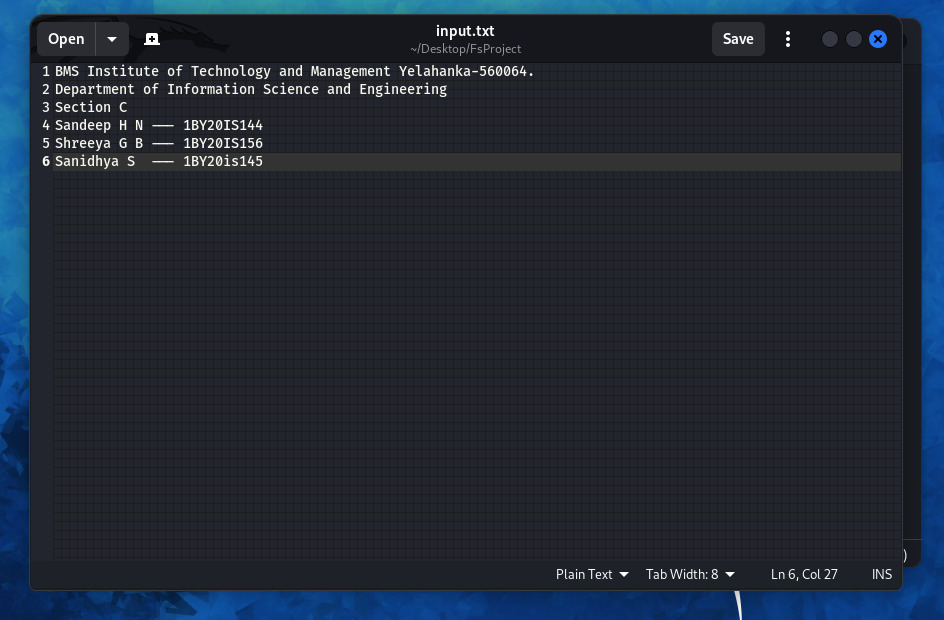 Open
input.txt
~/Desktop/FsProject
Save
1 BMS Institute of Technology and Management Yelahanka-560064.
2 Department of Information Science and Engineering
3 Section C
4 Sandeep H N --- 1BY20IS144
5 Shreeya G B --- 1BY20IS156
6 Sanidhya S  --- 1BY20is145
)
Plain Text Tab Width: 8 Ln 6, Col 27 INS